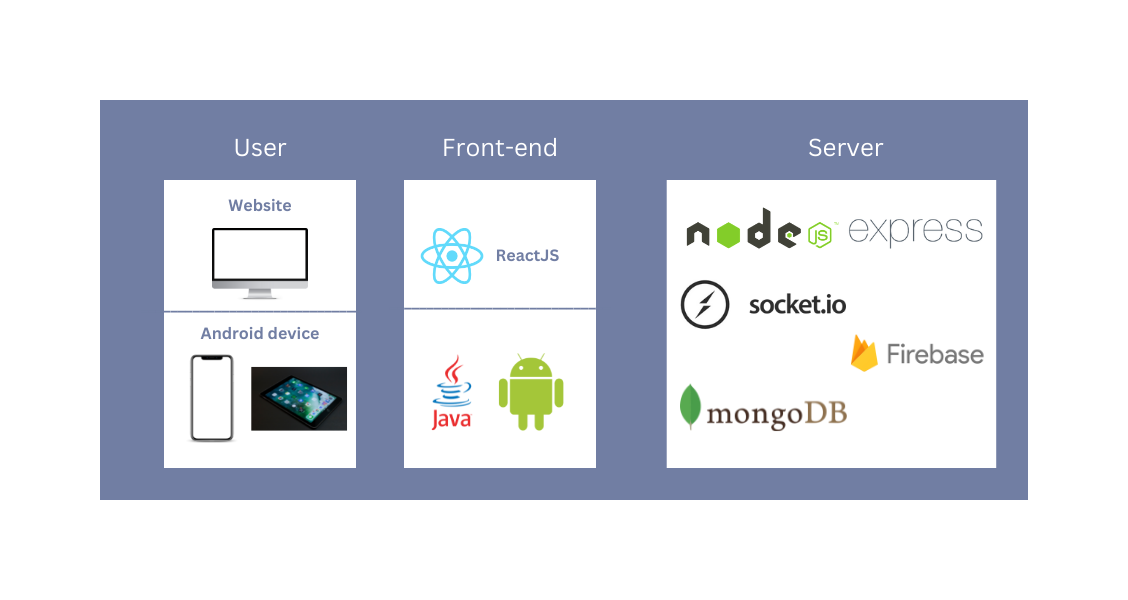 User
Front-end
Server
Website
Android device
ReactJS
Java
node
JS
express
socket.io
Firebase
mongoDB